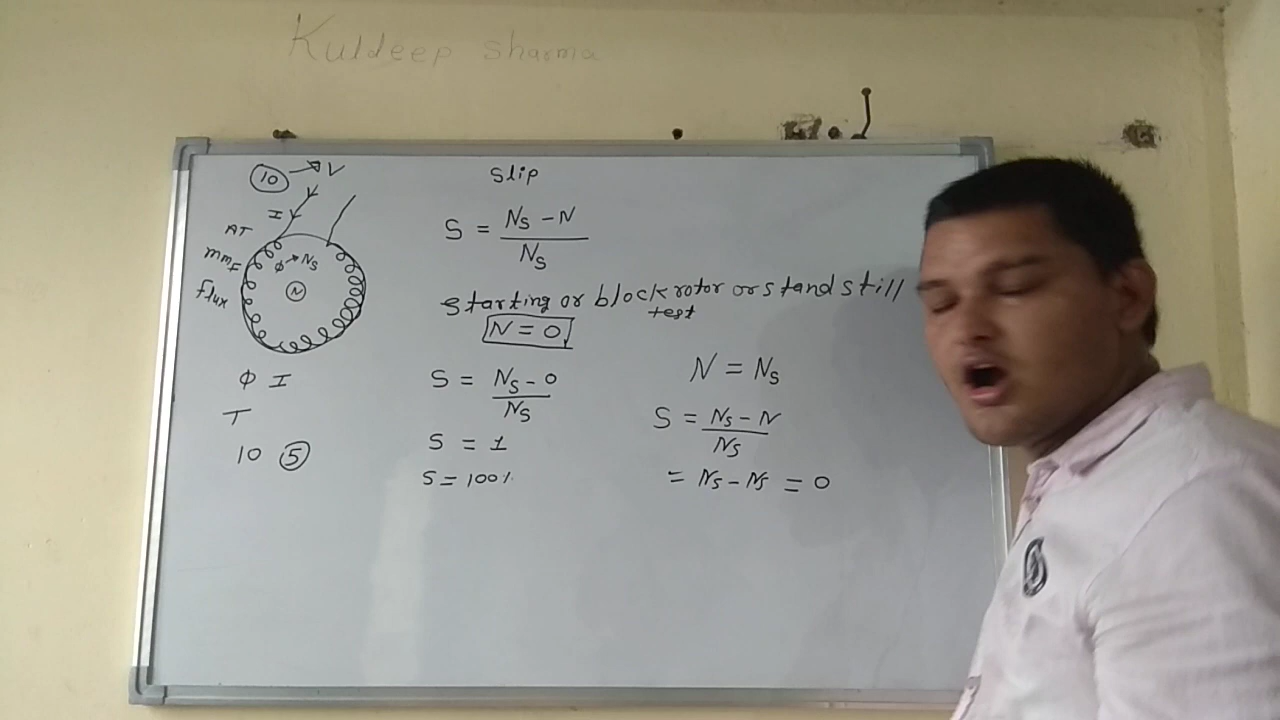 Kuldeep Sharma
10 → V
I
AT
mmf
flux
Φ → Ns
N
Φ I
T
10 5
Slip
S = Ns - N / Ns
Starting or block rotor or stand still
test
N = 0
S = Ns - 0 / Ns
S = 1
S = 100%
N = Ns
S = Ns - N / Ns
= Ns - Ns = 0